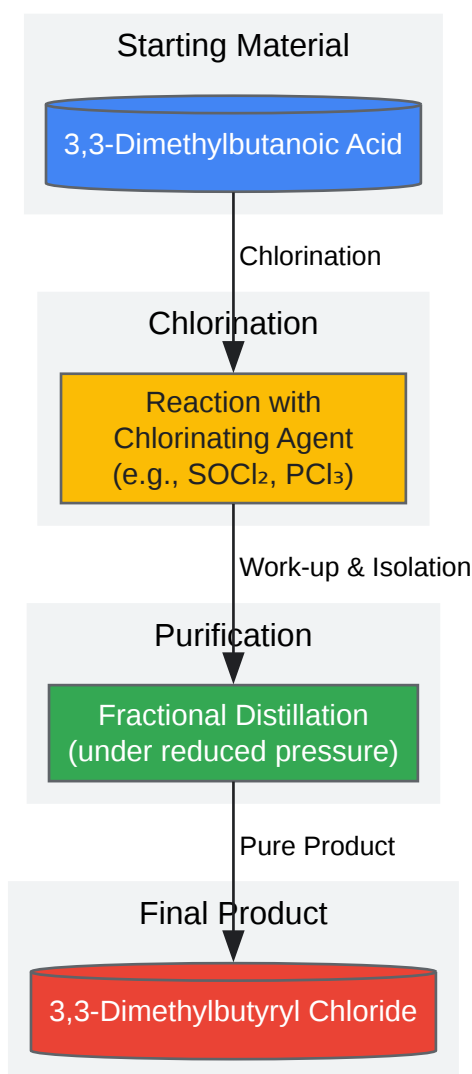 Starting Material
3,3-Dimethylbutanoic Acid
Chlorination
Chlorination
Reaction with
Chlorinating Agent
(e.g., SOCl₂, PCl₃)
Work-up & Isolation
Purification
Fractional Distillation
(under reduced pressure)
Pure Product
Final Product
3,3-Dimethylbutyryl Chloride